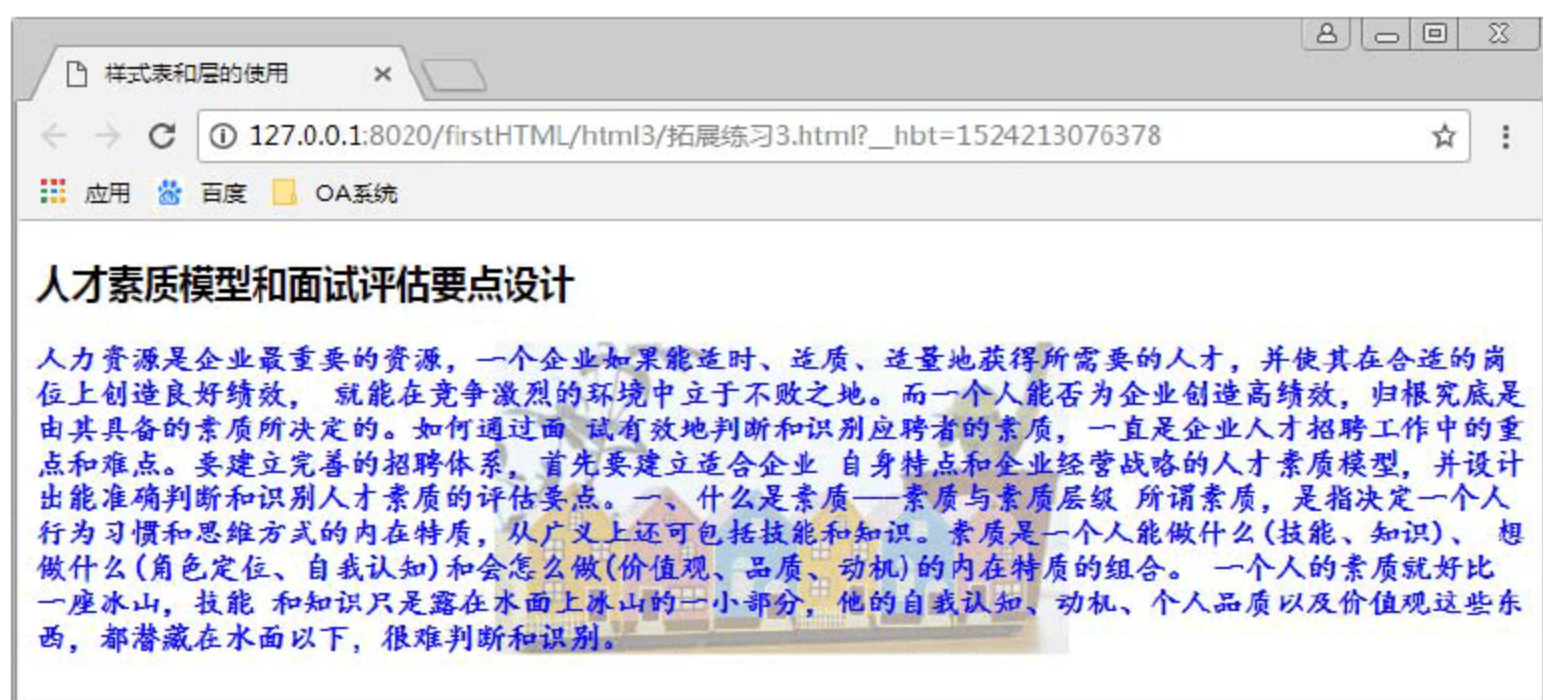 样式表和层的使用
127.0.0.1:8020/firstHTML/html3/拓展练习3.html?__hbt=1524213076378
应用 百度 OA系统
人才素质模型和面试评估要点设计
人力资源是企业最重要的资源，一个企业如果能适时、适质、适量地获得所需要的人才，并使其在合适的岗
位上创造良好绩效， 就能在竞争激烈的环境中立于不败之地。而一个人能否为企业创造高绩效，归根究底是
由其具备的素质所决定的。如何通过面 试有效地判断和识别应聘者的素质，一直是企业人才招聘工作中的重
点和难点。要建立完善的招聘体系，首先要建立适合企业 自身特点和企业经营战略的人才素质模型，并设计
出能准确判断和识别人才素质的评估要点。一、什么是素质——素质与素质层级 所谓素质，是指决定一个人
行为习惯和思维方式的内在特质，从广义上还可包括技能和知识。素质是一个人能做什么(技能、知识)、 想
做什么(角色定位、自我认知)和会怎么做(价值观、品质、动机)的内在特质的组合。 一个人的素质就好比
一座冰山，技能 和知识只是露在水面上冰山的一小部分，他的自我认知、动机、个人品质以及价值观这些东
西，都潜藏在水面以下，很难判断和识别。